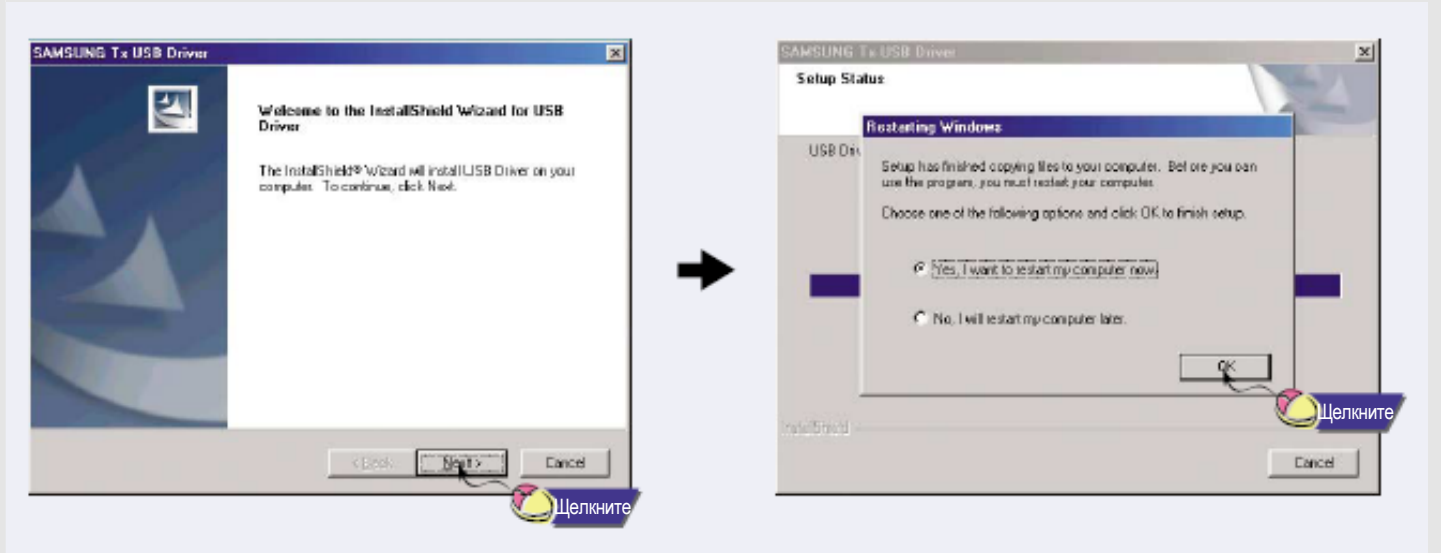 SAMSUNG Tx USB Driver
Welcome to the InstallShield Wizard for USB
Driver
The InstallShield® Wizard will install USB Driver on your
computer. To continue, click Next.
< Back
Next >
Cancel
Щелкните
SAMSUNG Tx USB Driver
Setup Status
USB Driv
Restarting Windows
Setup has finished copying files to your computer. Before you can
use the program, you must restart your computer.
Choose one of the following options and click OK to finish setup.
Yes, I want to restart my computer now.
No, I will restart my computer later.
OK
Щелкните
InstallShield
Cancel